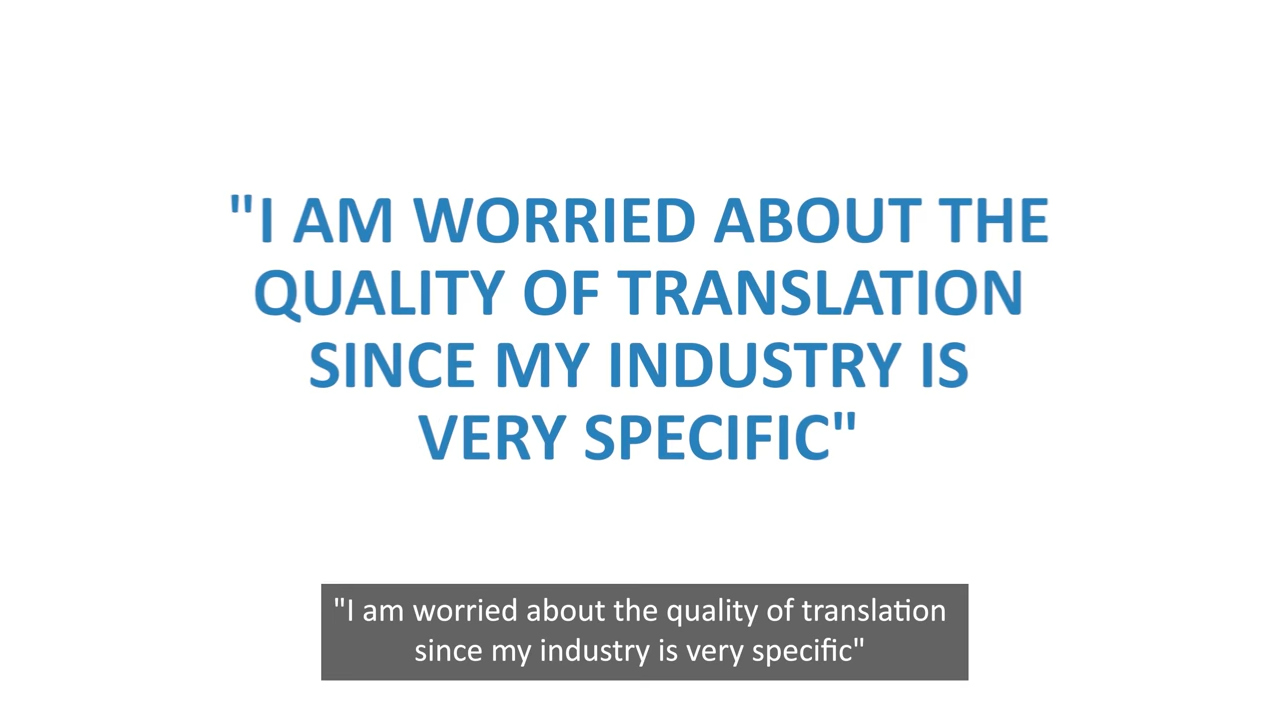 "I AM WORRIED ABOUT THE
QUALITY OF TRANSLATION
SINCE MY INDUSTRY IS
VERY SPECIFIC"
"I am worried about the quality of translation
since my industry is very specific"